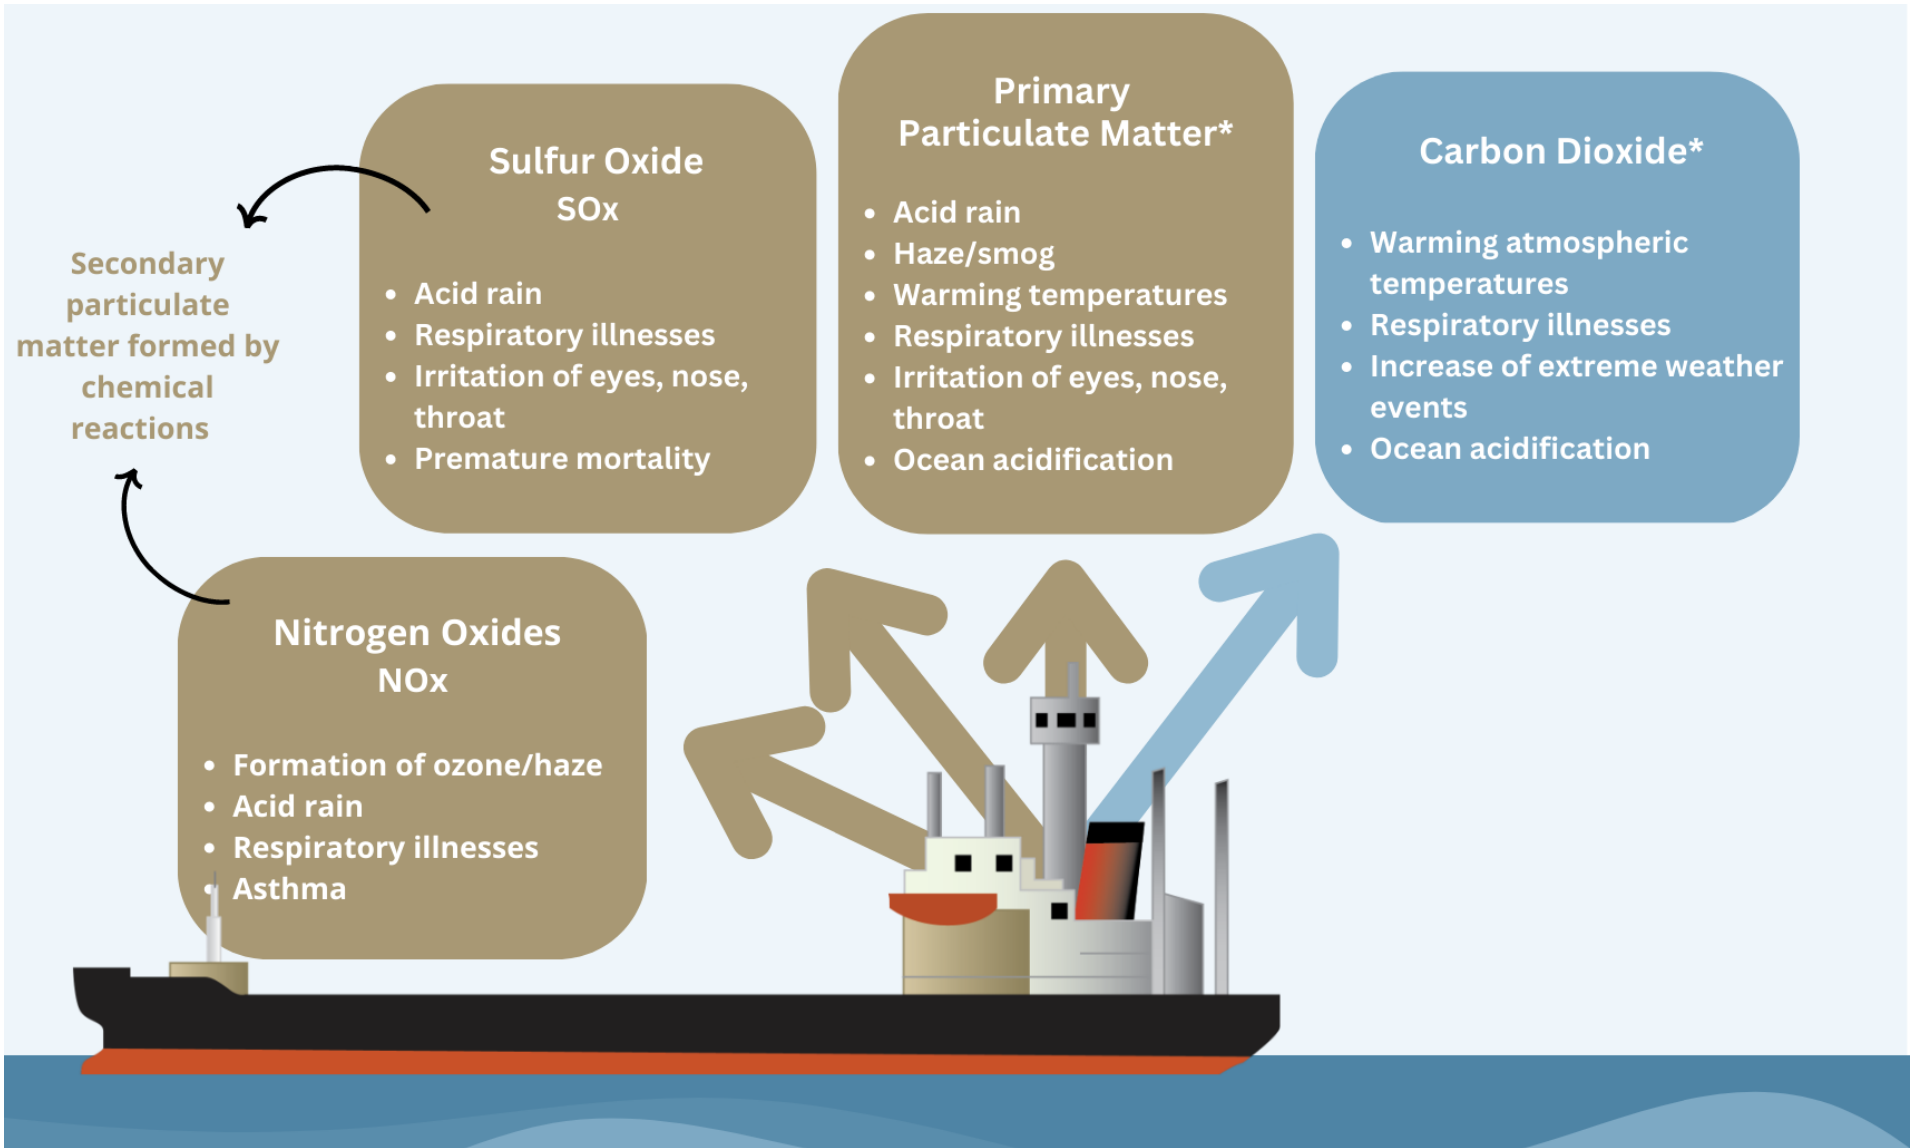 Primary
Particulate Matter*
• Acid rain
• Haze/smog
• Warming temperatures
• Respiratory illnesses
• Irritation of eyes, nose,
throat
• Ocean acidification
Carbon Dioxide*
• Warming atmospheric
temperatures
• Respiratory illnesses
• Increase of extreme weather
events
• Ocean acidification
Sulfur Oxide
SOx
• Acid rain
• Respiratory illnesses
• Irritation of eyes, nose,
throat
• Premature mortality
Secondary
particulate
matter formed by
chemical
reactions
Nitrogen Oxides
NOx
• Formation of ozone/haze
• Acid rain
• Respiratory illnesses
• Asthma